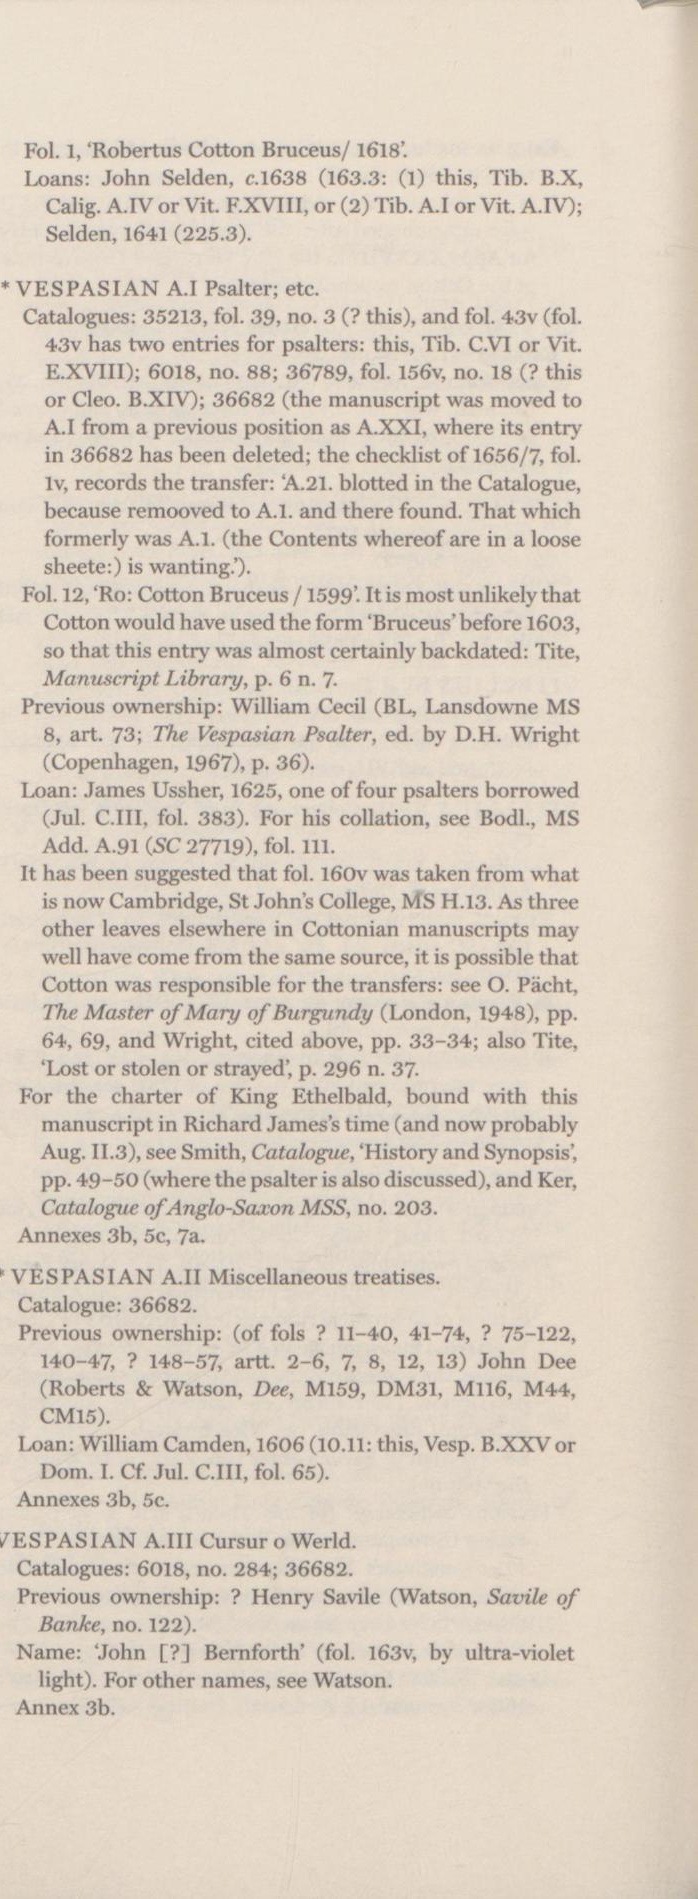 Fol. 1, ‘Robertus Cotton Bruceus/ 1618’.
Loans: John Selden, c.1638 (163.3: (1) this, Tib. B.X,
Calig. A.IV or Vit. F.XVIII, or (2) Tib. A.I or Vit. A.IV);
Selden, 1641 (225.3).
* VESPASIAN A.I Psalter; etc.
Catalogues: 35213, fol. 39, no. 3 (? this), and fol. 43v (fol.
43v has two entries for psalters: this, Tib. C.VI or Vit.
E.XVIII); 6018, no. 88; 36789, fol. 156v, no. 18 (? this
or Cleo. B.XIV); 36682 (the manuscript was moved to
A.I from a previous position as A.XXI, where its entry
in 36682 has been deleted; the checklist of 1656/7, fol.
1v, records the transfer: ‘A.21. blotted in the Catalogue,
because remooved to A.1. and there found. That which
formerly was A.1. (the Contents whereof are in a loose
sheete:) is wanting.’).
Fol. 12, ‘Ro: Cotton Bruceus / 1599’. It is most unlikely that
Cotton would have used the form ‘Bruceus’ before 1603,
so that this entry was almost certainly backdated: Tite,
Manuscript Library, p. 6 n. 7.
Previous ownership: William Cecil (BL, Lansdowne MS
8, art. 73; The Vespasian Psalter, ed. by D.H. Wright
(Copenhagen, 1967), p. 36).
Loan: James Ussher, 1625, one of four psalters borrowed
(Jul. C.III, fol. 383). For his collation, see Bodl., MS
Add. A.91 (SC 27719), fol. 111.
It has been suggested that fol. 160v was taken from what
is now Cambridge, St John’s College, MS H.13. As three
other leaves elsewhere in Cottonian manuscripts may
well have come from the same source, it is possible that
Cotton was responsible for the transfers: see O. Pächt,
The Master of Mary of Burgundy (London, 1948), pp.
64, 69, and Wright, cited above, pp. 33–34; also Tite,
‘Lost or stolen or strayed’, p. 296 n. 37.
For the charter of King Ethelbald, bound with this
manuscript in Richard James’s time (and now probably
Aug. II.3), see Smith, Catalogue, ‘History and Synopsis’,
pp. 49–50 (where the psalter is also discussed), and Ker,
Catalogue of Anglo-Saxon MSS, no. 203.
Annexes 3b, 5c, 7a.
* VESPASIAN A.II Miscellaneous treatises.
Catalogue: 36682.
Previous ownership: (of fols ? 11–40, 41–74, ? 75–122,
140–47, ? 148–57, artt. 2–6, 7, 8, 12, 13) John Dee
(Roberts & Watson, Dee, M159, DM31, M116, M44,
CM15).
Loan: William Camden, 1606 (10.11: this, Vesp. B.XXV or
Dom. I. Cf. Jul. C.III, fol. 65).
Annexes 3b, 5c.
VESPASIAN A.III Cursur o Werld.
Catalogues: 6018, no. 284; 36682.
Previous ownership: ? Henry Savile (Watson, Savile of
Banke, no. 122).
Name: ‘John [?] Bernforth’ (fol. 163v, by ultra-violet
light). For other names, see Watson.
Annex 3b.